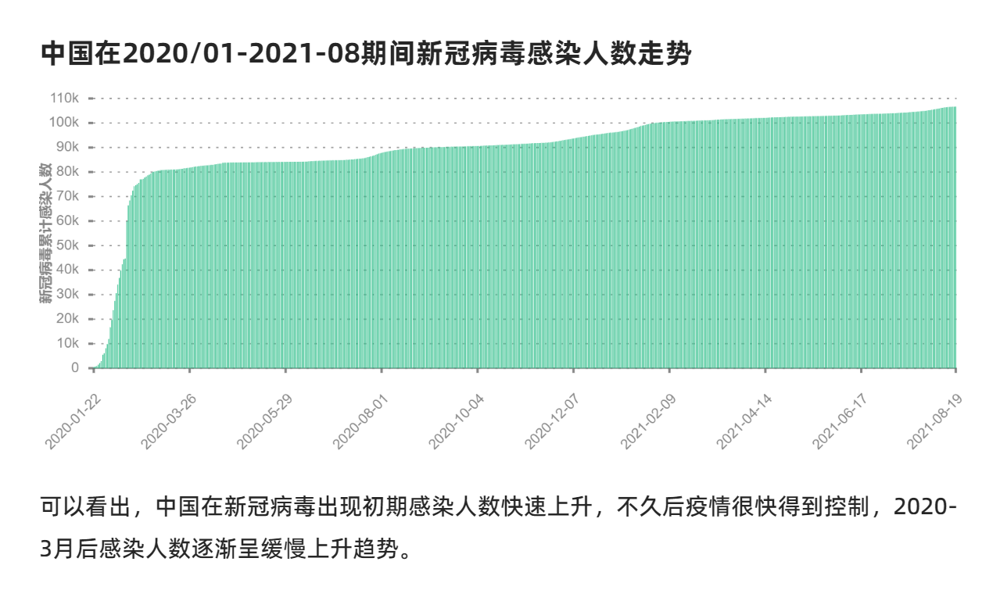 中国在2020/01-2021-08期间新冠病毒感染人数走势
110k
100k
90k
80k
70k
60k
50k
40k
30k
20k
10k
0
新冠病毒累计感染人数
2020-01-22
2020-03-26
2020-05-29
2020-08-01
2020-10-04
2020-12-07
2021-02-09
2021-04-14
2021-06-17
2021-08-19
可以看出，中国在新冠病毒出现初期感染人数快速上升，不久后疫情很快得到控制，2020-
3月后感染人数逐渐呈缓慢上升趋势。